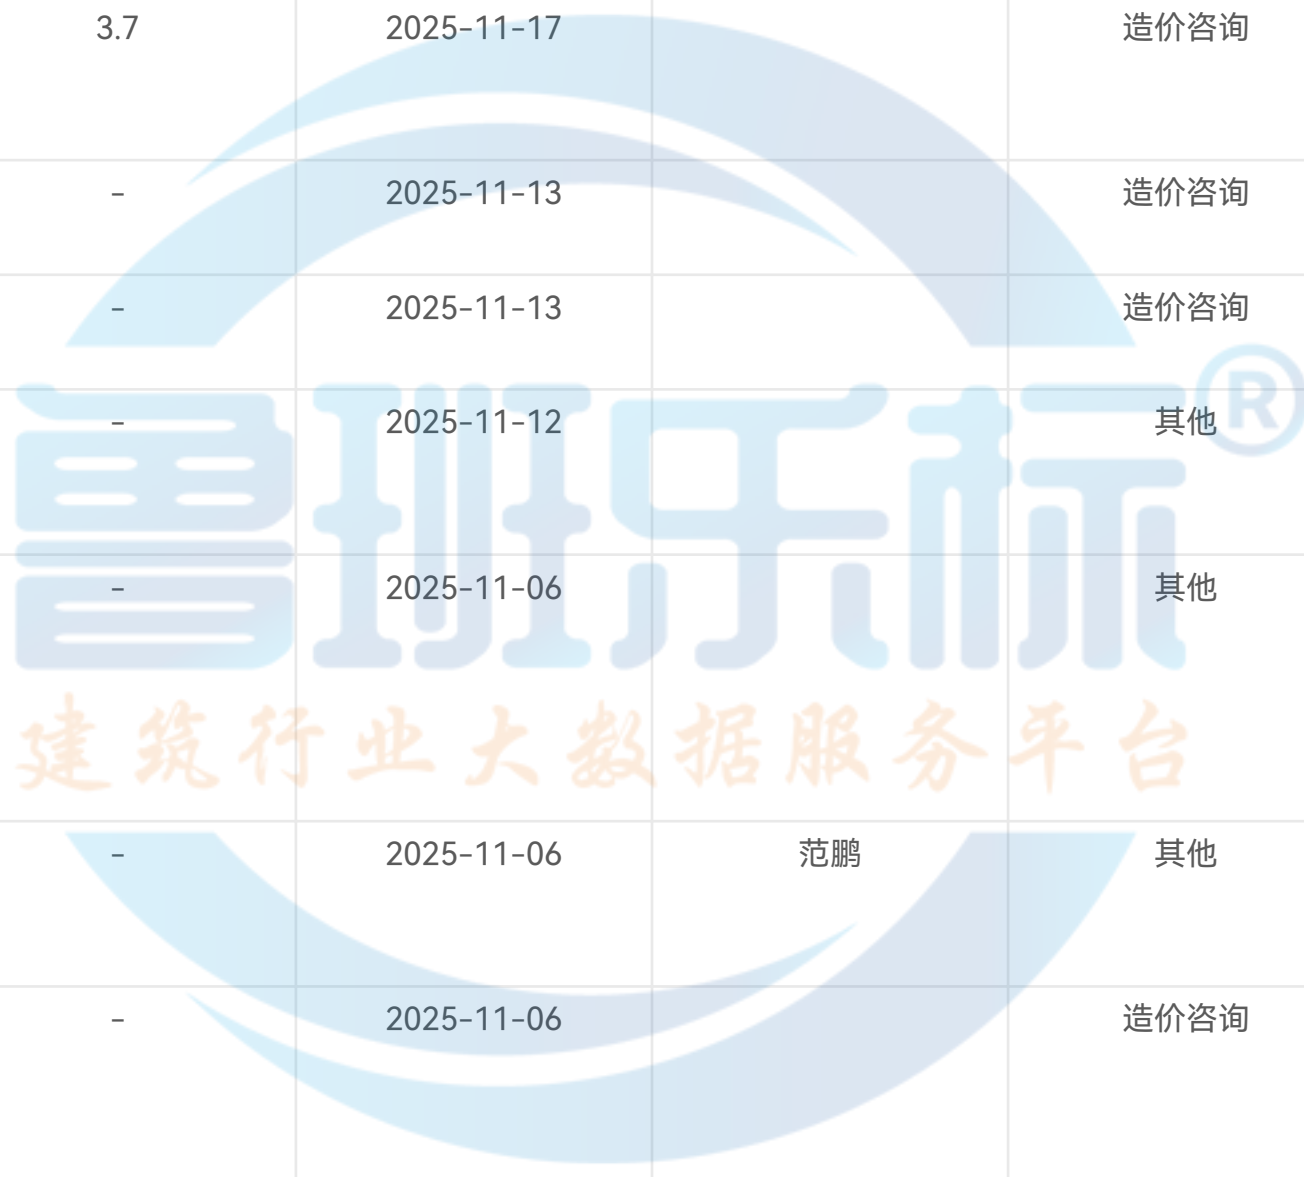 3.7 2025-11-17 造价咨询
- 2025-11-13 造价咨询
- 2025-11-13 造价咨询
- 2025-11-12 其他
鲁班乐标®
- 2025-11-06 其他
建筑行业大数据服务平台
- 2025-11-06 范鹏 其他
- 2025-11-06 造价咨询